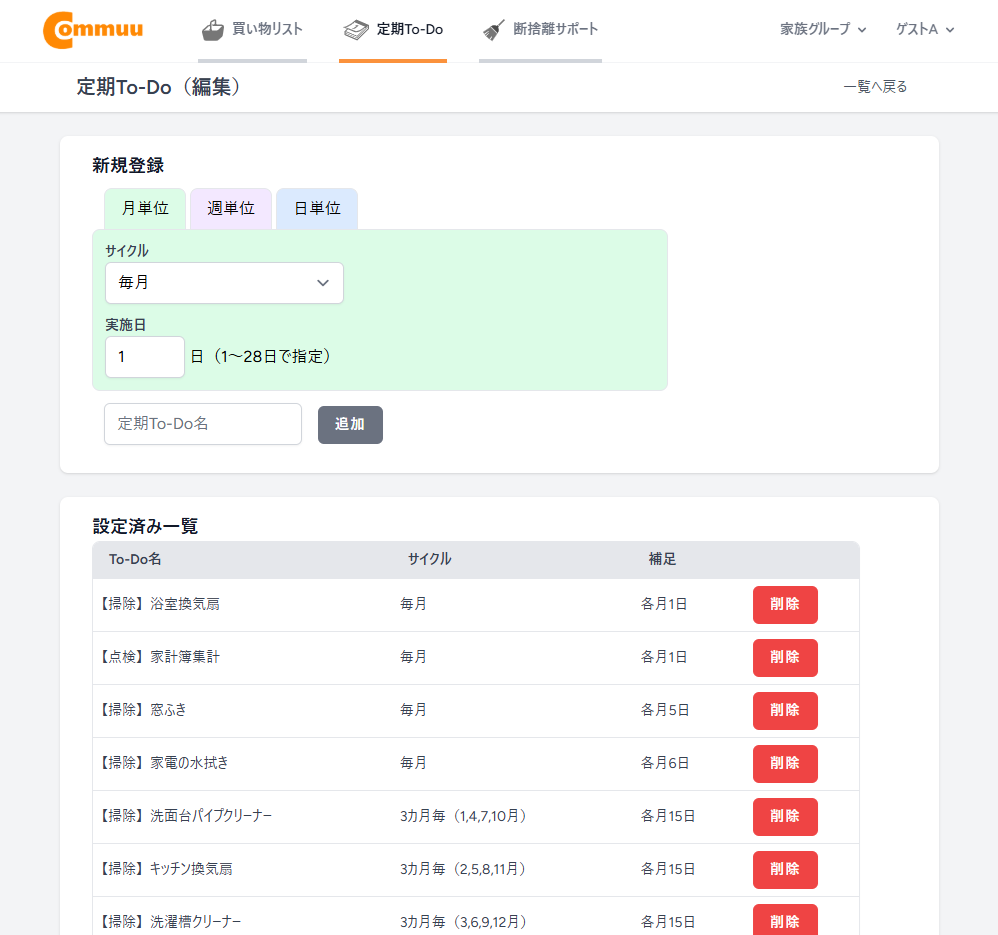 Commuu 買い物リスト 定期To-Do 断捨離サポート 家族グループ ゲストA
定期To-Do（編集） 一覧へ戻る
新規登録
月単位 週単位 日単位
サイクル
毎月
実施日
1 日（1〜28日で指定）
定期To-Do名 追加
設定済み一覧
To-Do名 サイクル 補足
【掃除】浴室換気扇 毎月 各月1日 削除
【点検】家計簿集計 毎月 各月1日 削除
【掃除】窓ふき 毎月 各月5日 削除
【掃除】家電の水拭き 毎月 各月6日 削除
【掃除】洗面台パイプクリーナー 3カ月毎（1,4,7,10月） 各月15日 削除
【掃除】キッチン換気扇 3カ月毎（2,5,8,11月） 各月15日 削除
【掃除】洗濯槽クリーナー 3カ月毎（3,6,9,12月） 各月15日 削除